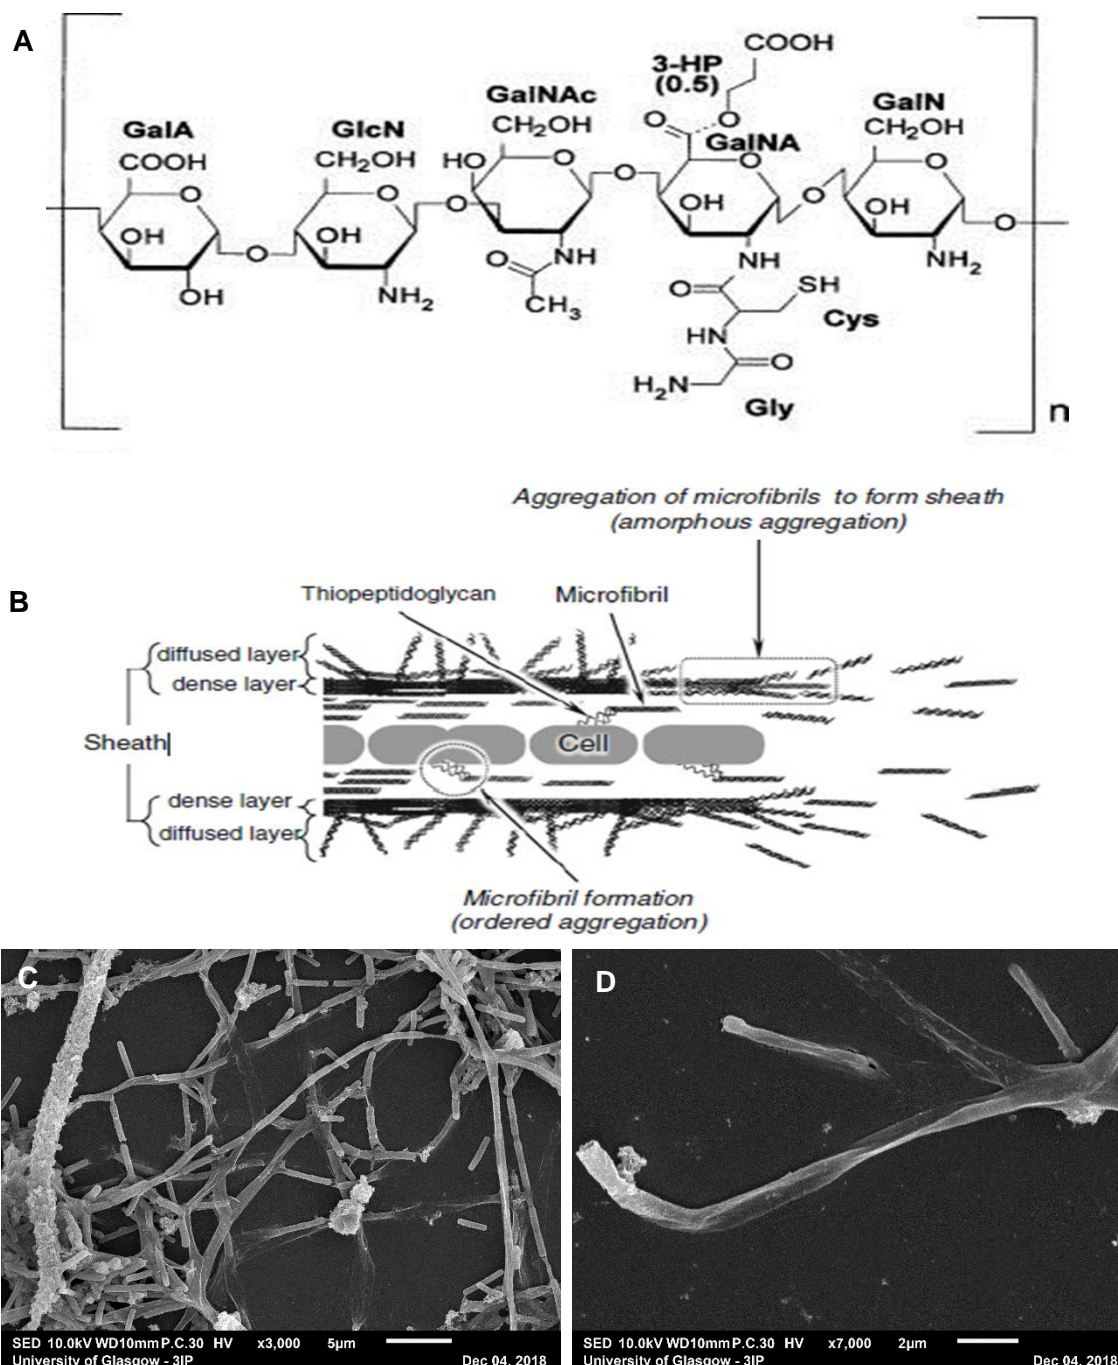 A
COOH
3-HP
(0.5)
GalNAc
GalN
GalA
GlcN
CH2OH
O
O
CH2OH
COOH
CH2OH
HO
O
GalNA
O
O
O
O
O
O
OH
OH
O
O
OH
OH
O
O
NH
NH
NH2
OH
NH2
O
CH3
O
SH
Cys
HN
O
H2N
Gly
n
Aggregation of microfibrils to form sheath
(amorphous aggregation)
B
Thiopeptidoglycan
Microfibril
diffused layer
dense layer
Sheath
Cell
dense layer
diffused layer
Microfibril formation
(ordered aggregation)
C
D
SED 10.0kV WD10mm P.C.30 HV x3,000 5µm
University of Glasgow - 3IP Dec 04, 2018
SED 10.0kV WD10mm P.C.30 HV x7,000 2µm
University of Glasgow - 3IP Dec 04, 2018